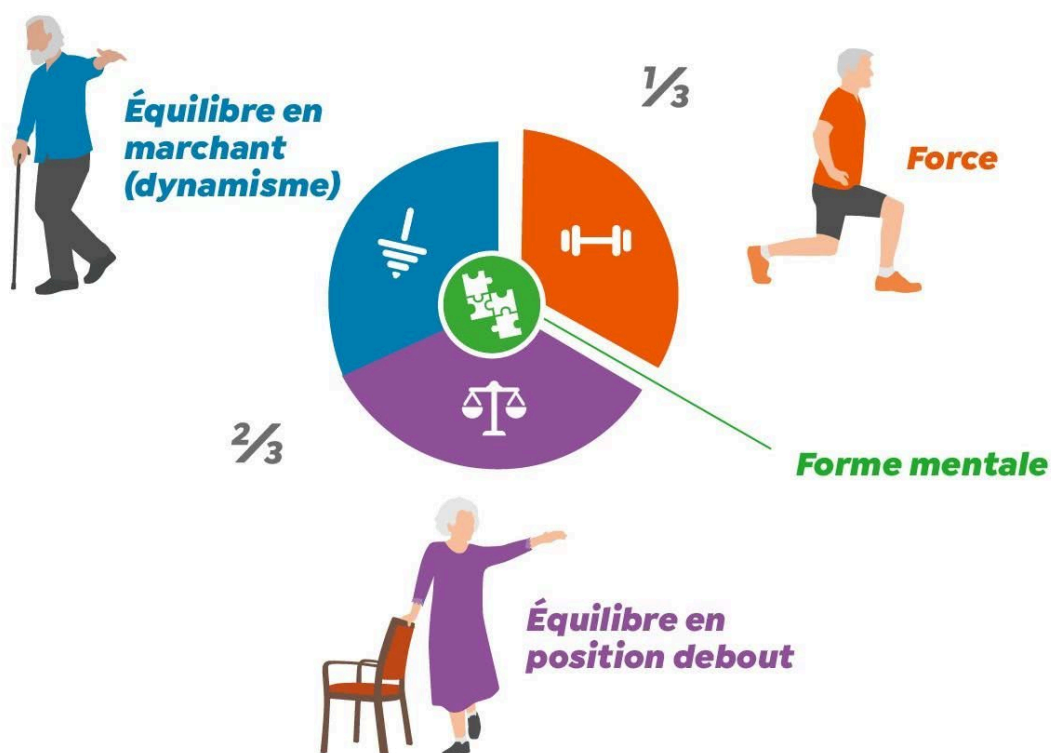 Équilibre en
marchant
(dynamisme)
⅓
Force
⅔
Forme mentale
Équilibre en
position debout